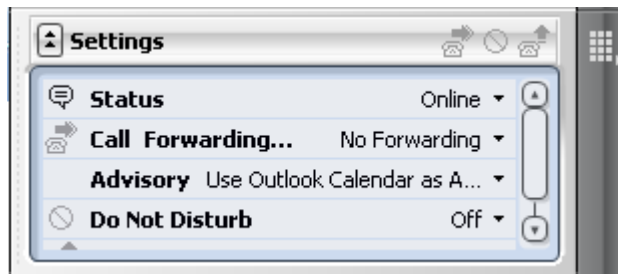 Settings
Status Online
Call Forwarding... No Forwarding
Advisory Use Outlook Calendar as A...
Do Not Disturb Off